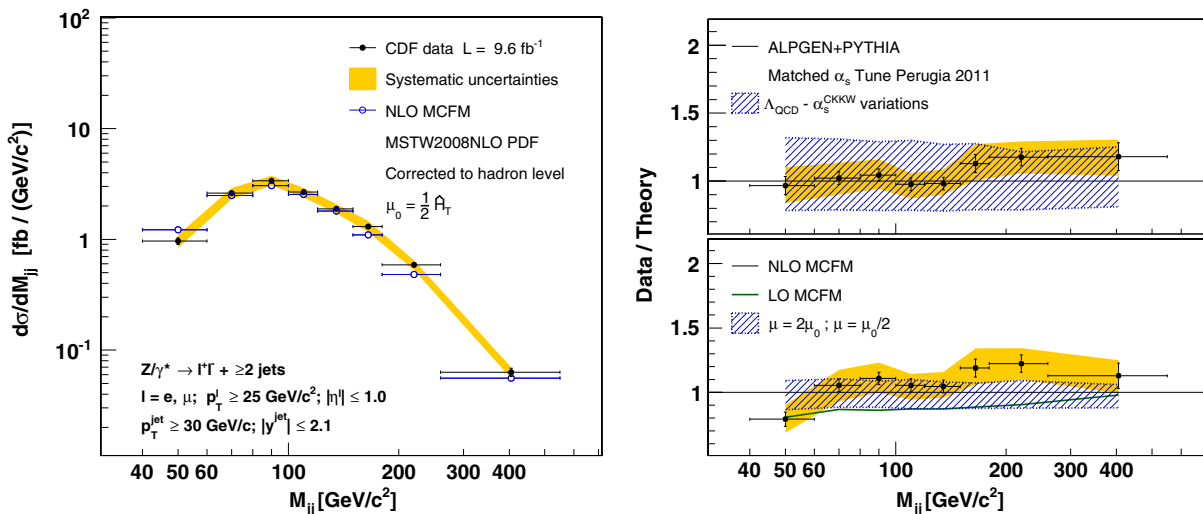 10²
10
1
10⁻¹
dσ/dM_jj [fb / (GeV/c²)]
CDF data L = 9.6 fb⁻¹
Systematic uncertainties
NLO MCFM
MSTW2008NLO PDF
Corrected to hadron level
μ₀ = 1/2 Ĥ_T
Z/γ* → l⁺l⁻ + ≥2 jets
l = e, μ; p_T^l ≥ 25 GeV/c²; |η^l| ≤ 1.0
p_T^jet ≥ 30 GeV/c; |y^jet| ≤ 2.1
40 50 60 100 200 300 400
M_jj [GeV/c²]
Data / Theory
2
1.5
1
ALPGEN+PYTHIA
Matched α_s Tune Perugia 2011
Λ_QCD - α_s^CKKW variations
2
1.5
1
NLO MCFM
LO MCFM
μ = 2μ₀ ; μ = μ₀/2
40 50 60 100 200 300 400
M_jj [GeV/c²]